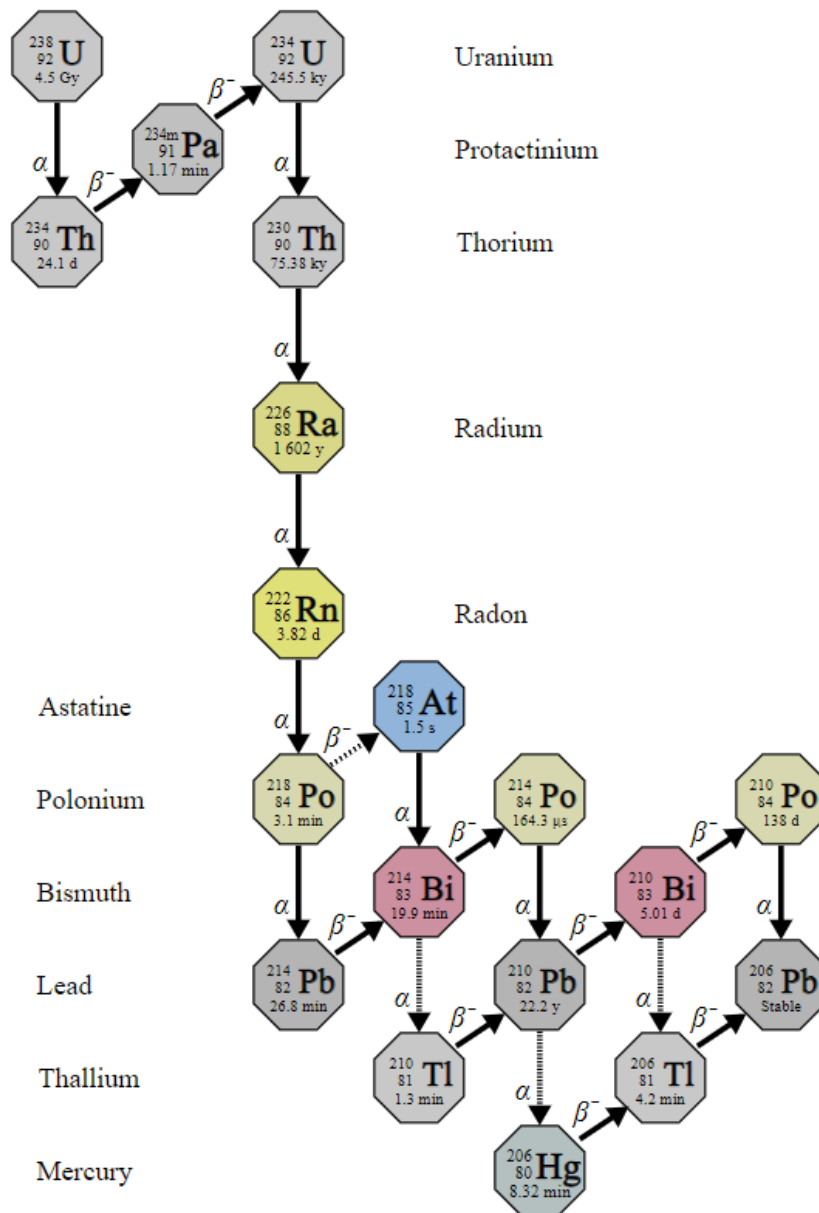 238
92 U
4.5 Gy
234
92 U
245.5 ky
Uranium
β⁻
234m
91 Pa
1.17 min
Protactinium
α
β⁻
α
234
90 Th
24.1 d
230
90 Th
75.38 ky
Thorium
α
226
88 Ra
1 602 y
Radium
α
222
86 Rn
3.82 d
Radon
Astatine
218
85 At
1.5 s
α
β⁻
Polonium
218
84 Po
3.1 min
214
84 Po
164.3 µs
210
84 Po
138 d
α
β⁻
β⁻
Bismuth
214
83 Bi
19.9 min
210
83 Bi
5.01 d
α
β⁻
α
β⁻
α
Lead
214
82 Pb
26.8 min
210
82 Pb
22.2 y
206
82 Pb
Stable
α
β⁻
α
β⁻
Thallium
210
81 Tl
1.3 min
206
81 Tl
4.2 min
α
β⁻
Mercury
206
80 Hg
8.32 min